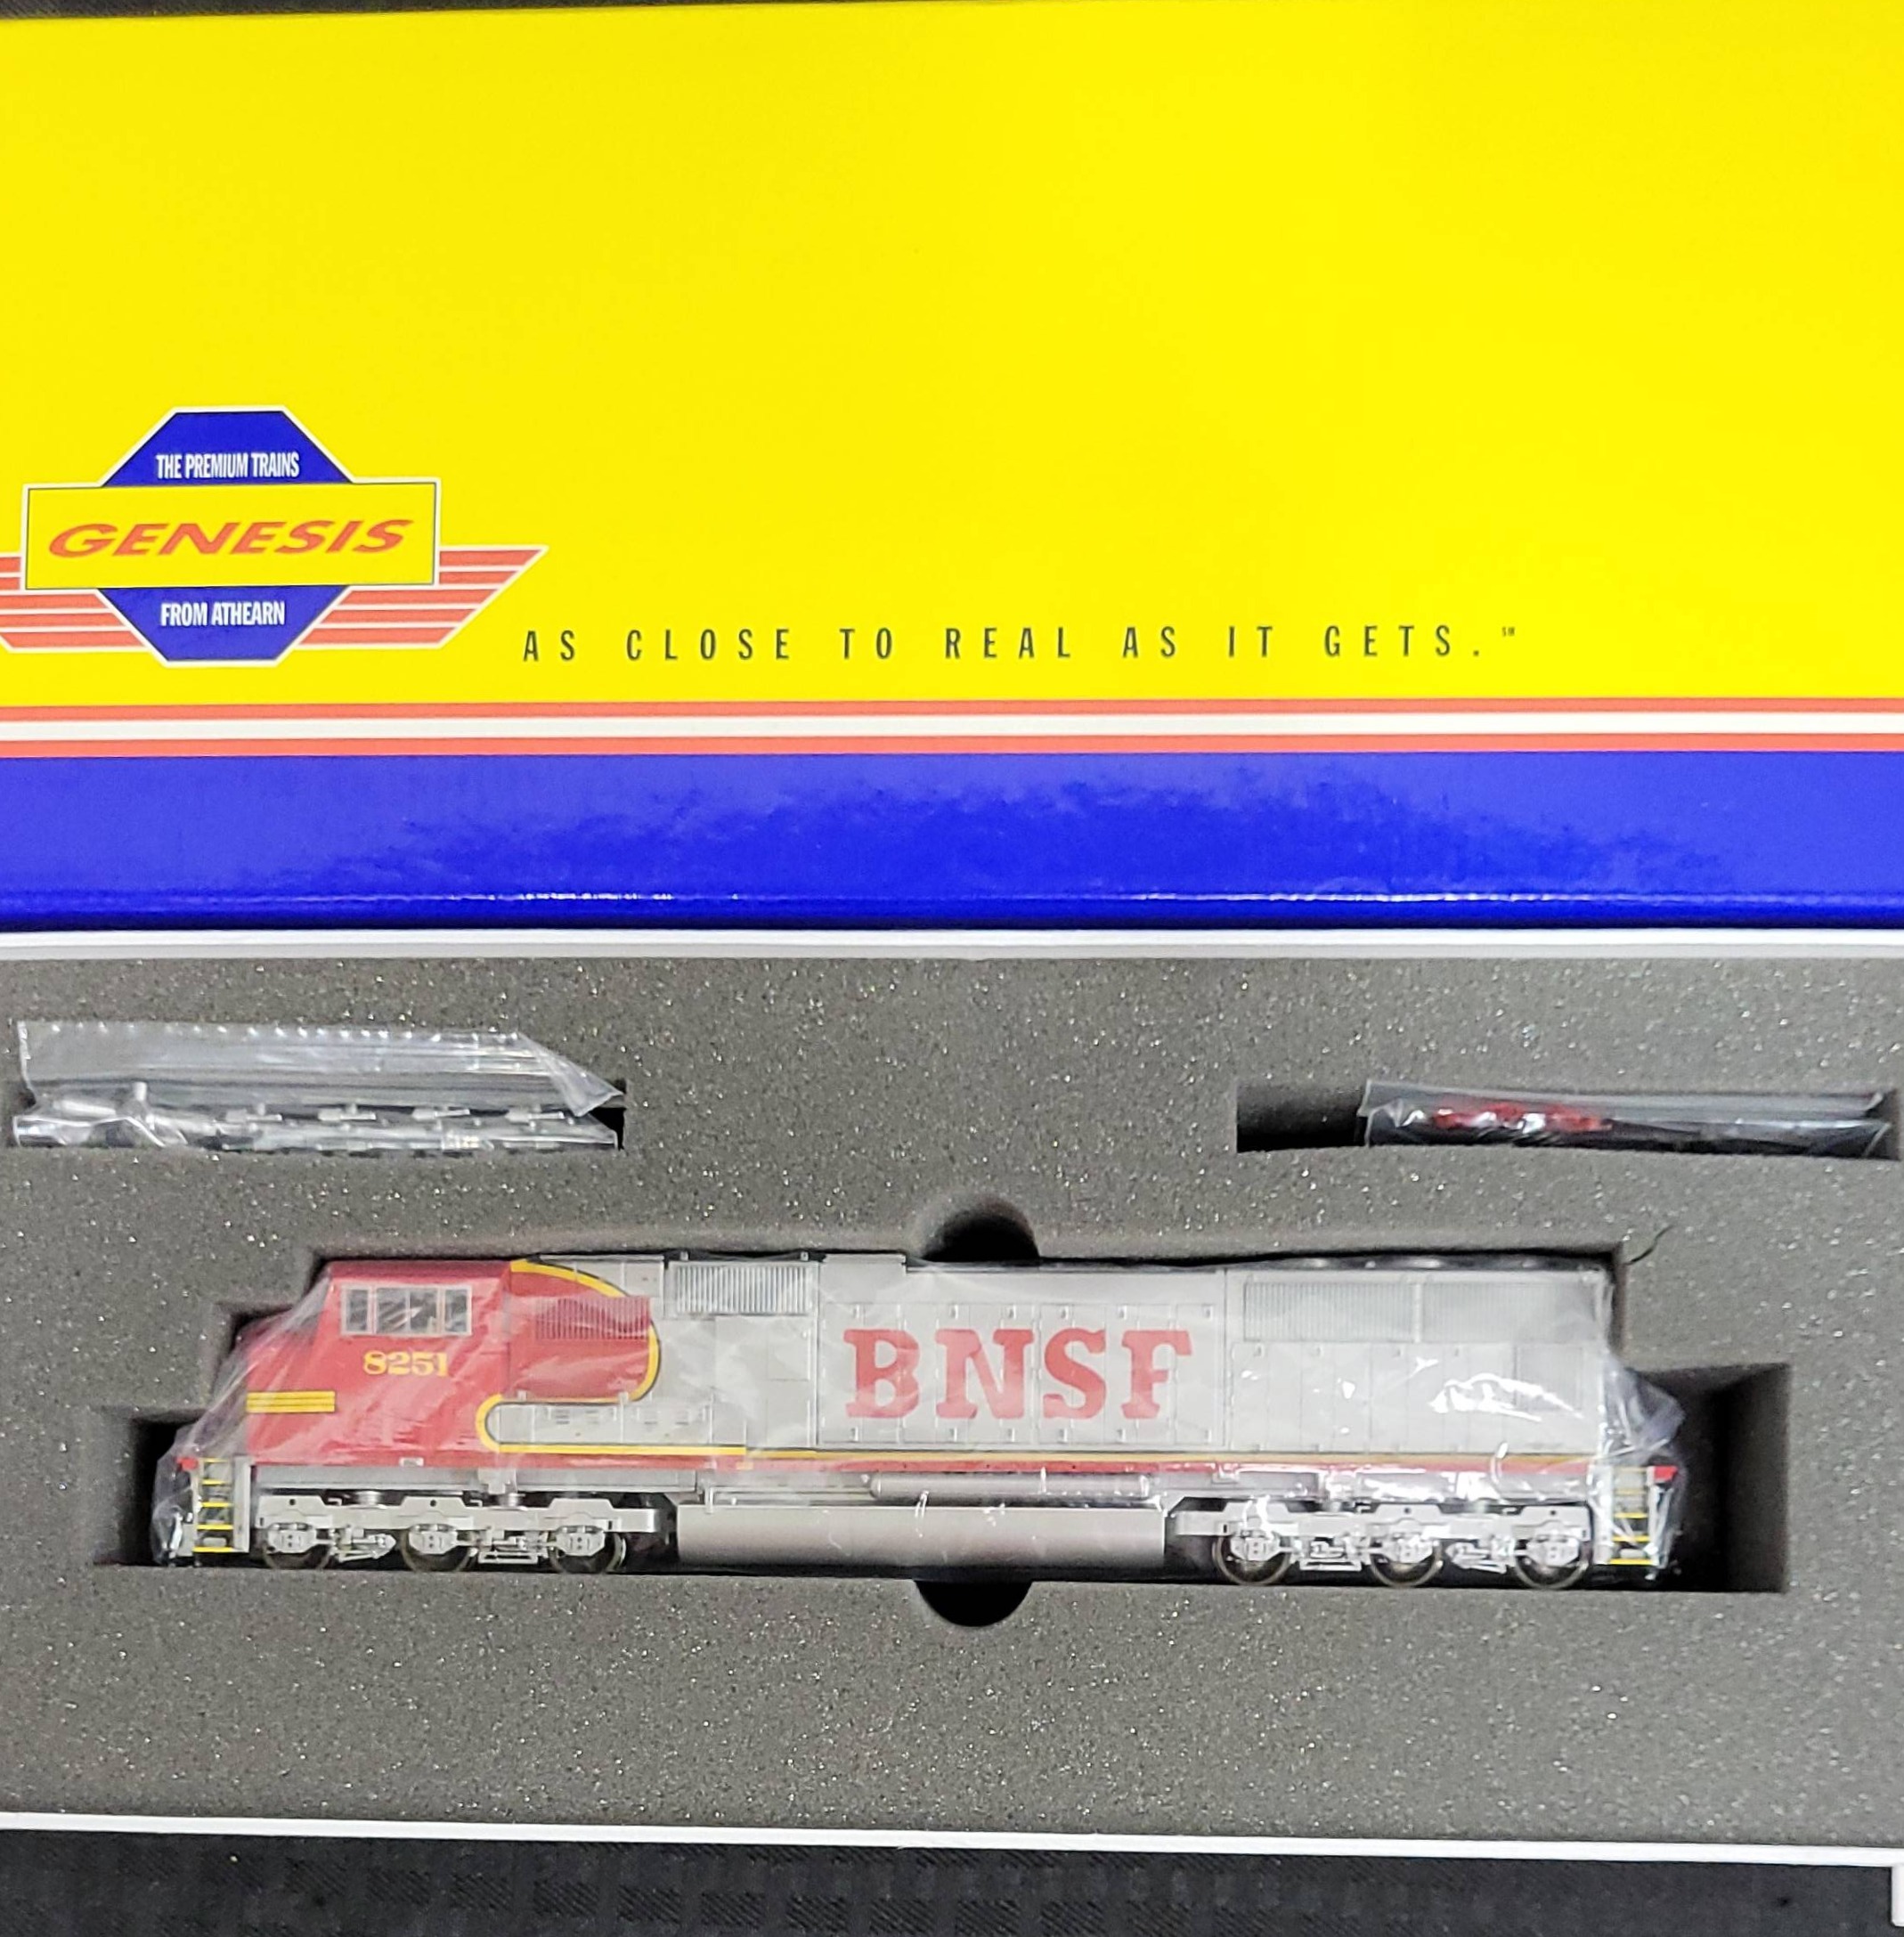 THE PREMIUM TRAINS
GENESIS
FROM ATHEARN
AS CLOSE TO REAL AS IT GETS.℠
8251
BNSF